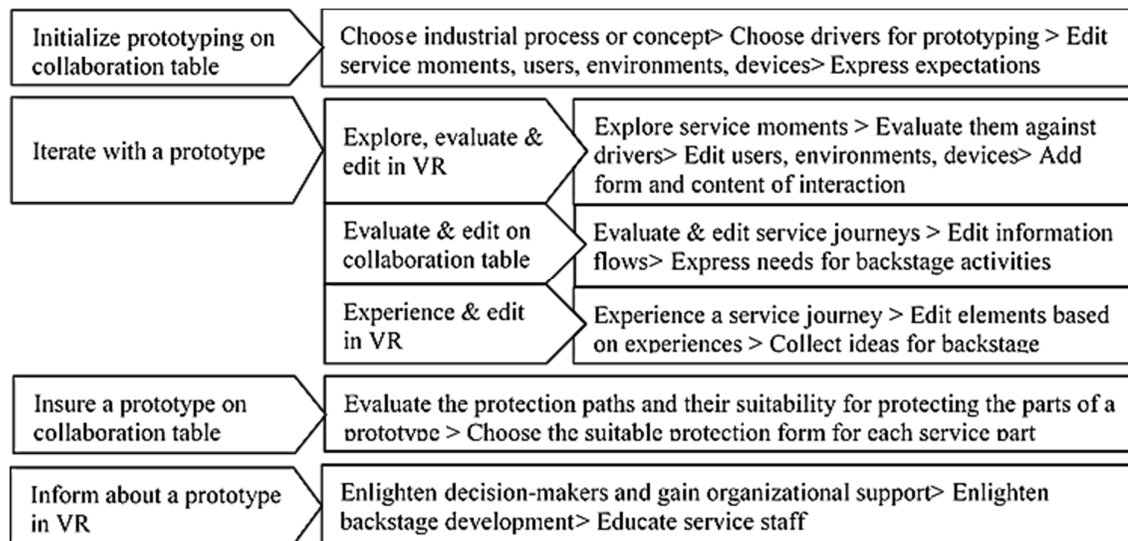 Initialize prototyping on
collaboration table
Choose industrial process or concept> Choose drivers for prototyping > Edit
service moments, users, environments, devices> Express expectations
Iterate with a prototype
Explore, evaluate &
edit in VR
Explore service moments > Evaluate them against
drivers> Edit users, environments, devices> Add
form and content of interaction
Evaluate & edit on
collaboration table
Evaluate & edit service journeys > Edit information
flows> Express needs for backstage activities
Experience & edit
in VR
Experience a service journey > Edit elements based
on experiences > Collect ideas for backstage
Insure a prototype on
collaboration table
Evaluate the protection paths and their suitability for protecting the parts of a
prototype > Choose the suitable protection form for each service part
Inform about a prototype
in VR
Enlighten decision-makers and gain organizational support> Enlighten
backstage development> Educate service staff